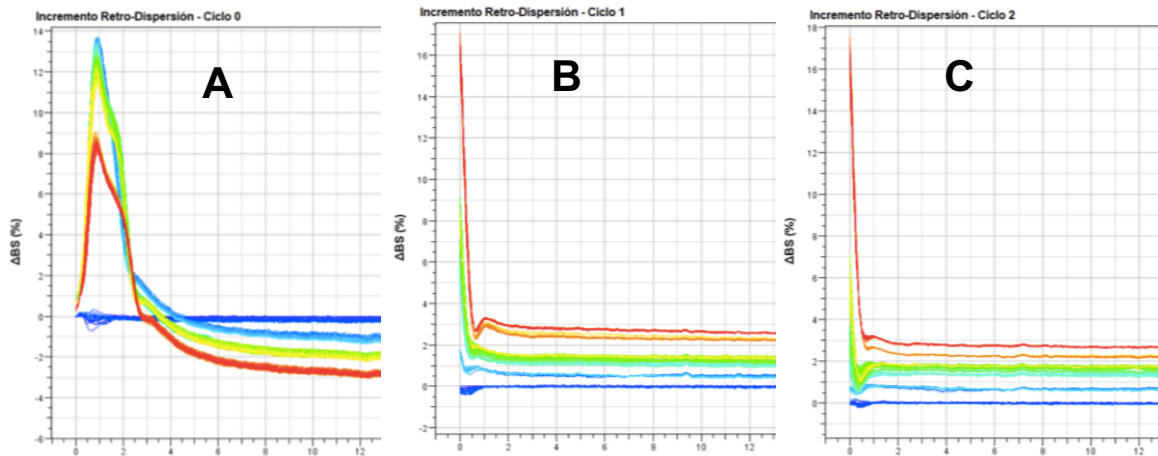 Incremento Retro-Dispersión - Ciclo 0
A
ΔBS (%)
14
12
10
8
6
4
2
0
-2
-4
-6
0 2 4 6 8 10 12
Incremento Retro-Dispersión - Ciclo 1
B
ΔBS (%)
16
14
12
10
8
6
4
2
0
-2
0 2 4 6 8 10 12
Incremento Retro-Dispersión - Ciclo 2
C
ΔBS (%)
18
16
14
12
10
8
6
4
2
0
0 2 4 6 8 10 12